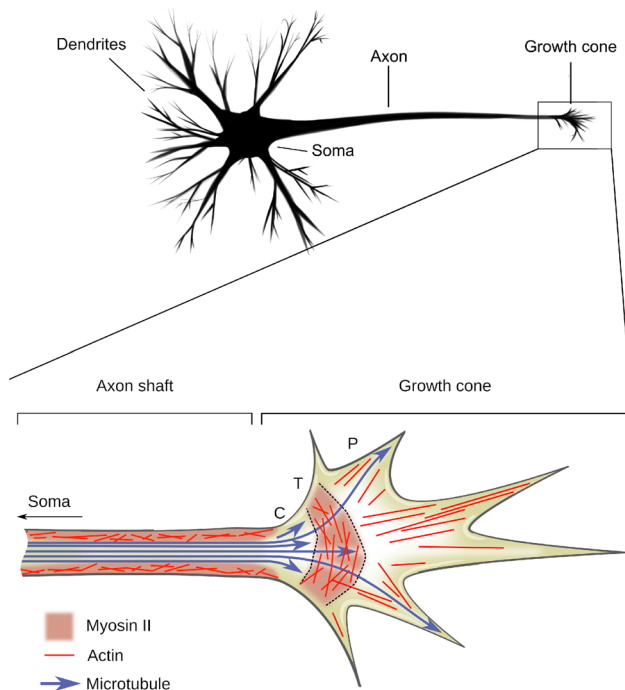 Dendrites
Growth cone
Axon
Soma
Axon shaft
Growth cone
P
T
Soma
C
Myosin II
Actin
Microtubule